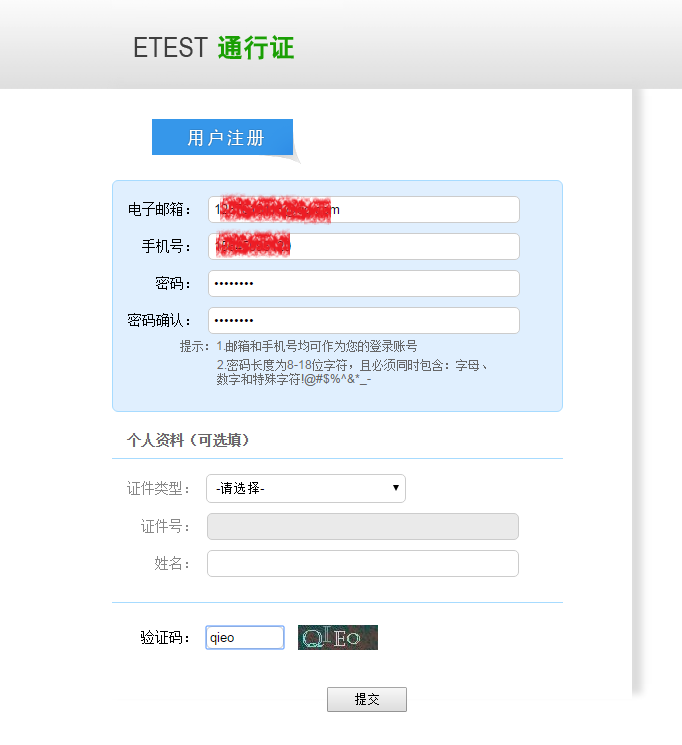 ETEST 通行证
用户注册
电子邮箱：
手机号：
密码： ••••••••
密码确认： ••••••••
提示：1.邮箱和手机号均可作为您的登录账号
2.密码长度为8-18位字符，且必须同时包含：字母、
数字和特殊字符!@#$%^&*_-
个人资料（可选填）
证件类型： -请选择-
证件号：
姓名：
验证码： qieo QIEo
提交